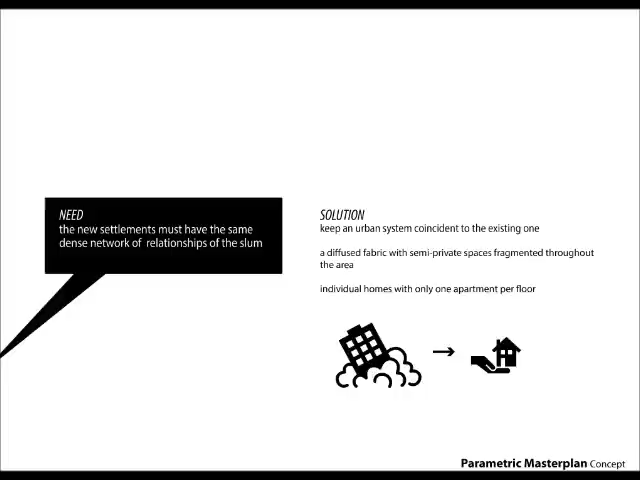 NEED
the new settlements must have the same
dense network of relationships of the slum
SOLUTION
keep an urban system coincident to the existing one
a diffused fabric with semi-private spaces fragmented throughout
the area
individual homes with only one apartment per floor
Parametric Masterplan Concept